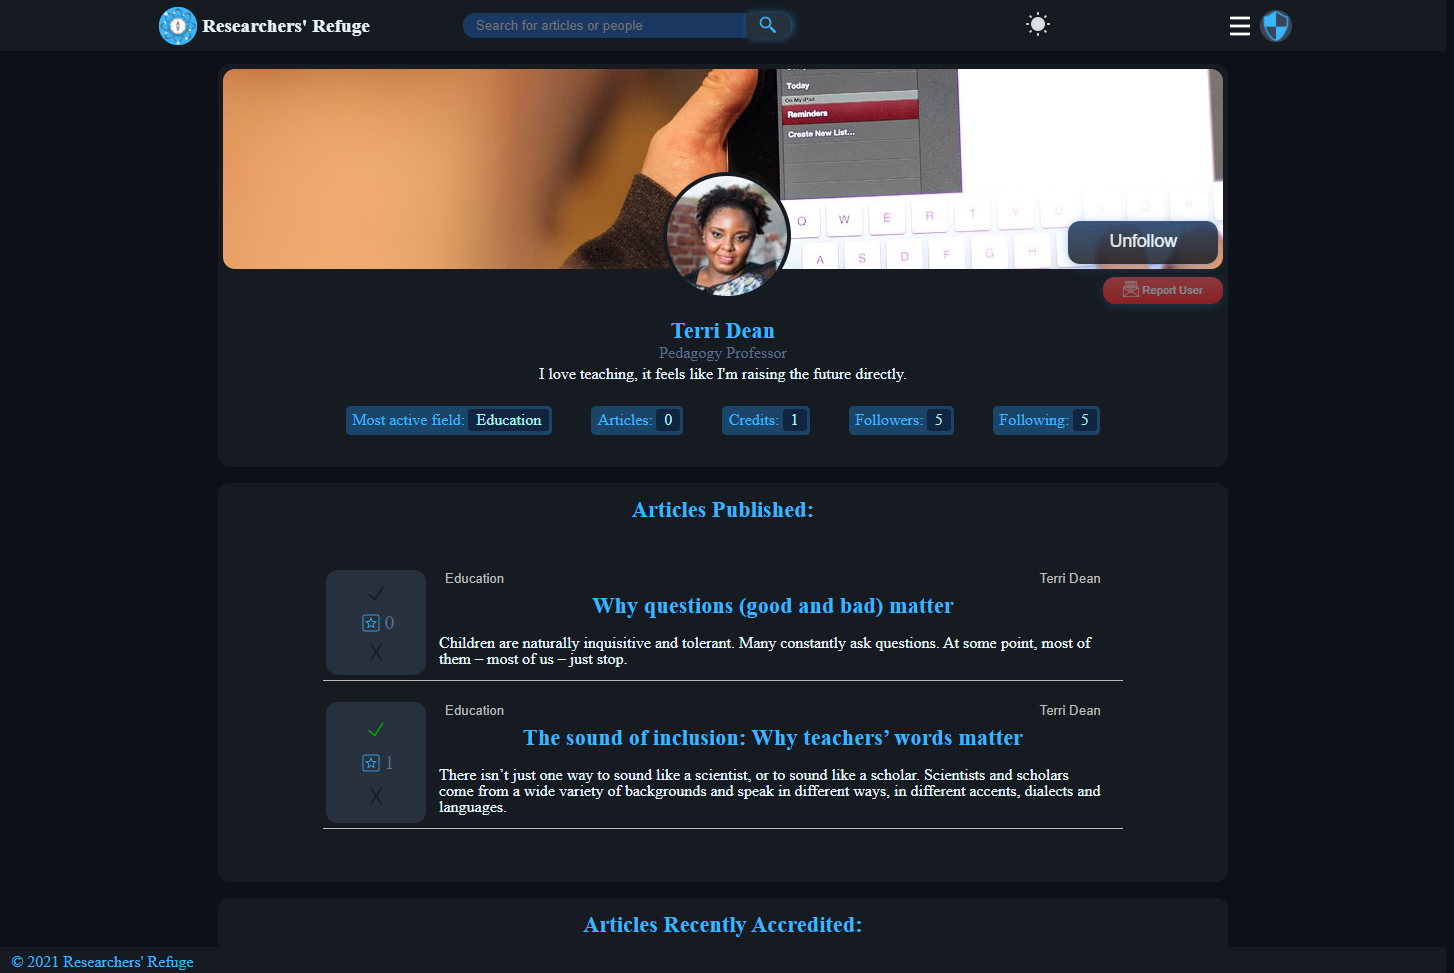 Researchers' Refuge
Search for articles or people
Today
On My iPad
Reminders
Create New List...
Q W E R T Y U I O P
A S D F G H
Unfollow
Report User
Terri Dean
Pedagogy Professor
I love teaching, it feels like I'm raising the future directly.
Most active field: Education
Articles: 0
Credits: 1
Followers: 5
Following: 5
Articles Published:
Education
Terri Dean
Why questions (good and bad) matter
0
X
Children are naturally inquisitive and tolerant. Many constantly ask questions. At some point, most of
them – most of us – just stop.
Education
Terri Dean
The sound of inclusion: Why teachers’ words matter
1
X
There isn’t just one way to sound like a scientist, or to sound like a scholar. Scientists and scholars
come from a wide variety of backgrounds and speak in different ways, in different accents, dialects and
languages.
Articles Recently Accredited:
© 2021 Researchers' Refuge